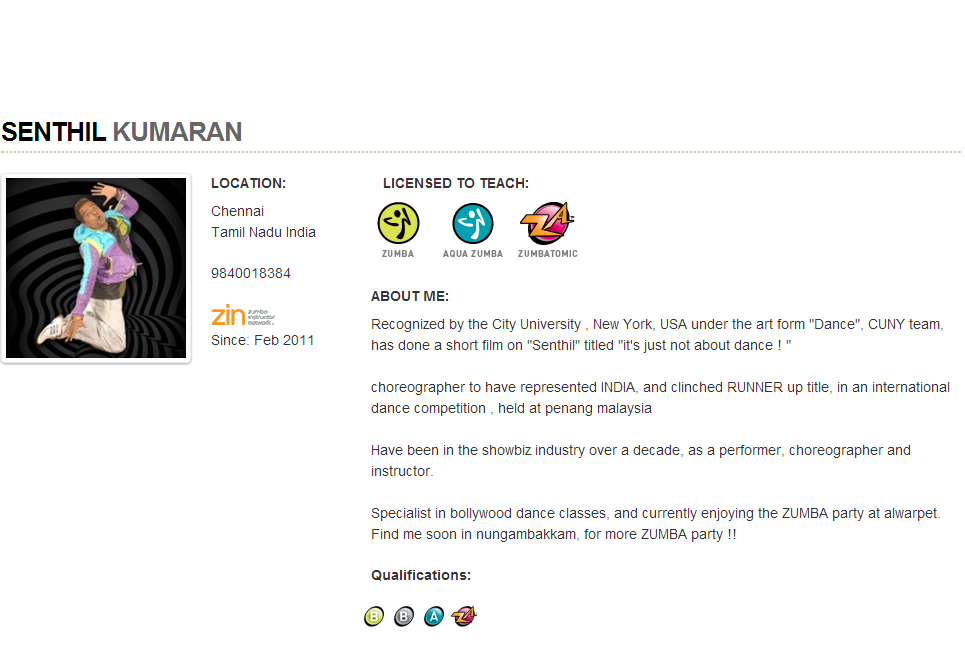 SENTHIL KUMARAN
LOCATION:
Chennai
Tamil Nadu India
9840018384
zin zumba instructor network.
Since: Feb 2011
LICENSED TO TEACH:
ZUMBA
AQUA ZUMBA
ZA
ZUMBATOMIC
ABOUT ME:
Recognized by the City University , New York, USA under the art form "Dance", CUNY team,
has done a short film on "Senthil" titled "it's just not about dance ! "
choreographer to have represented INDIA, and clinched RUNNER up title, in an international
dance competition , held at penang malaysia
Have been in the showbiz industry over a decade, as a performer, choreographer and
instructor.
Specialist in bollywood dance classes, and currently enjoying the ZUMBA party at alwarpet.
Find me soon in nungambakkam, for more ZUMBA party !!
Qualifications:
B B A ZA